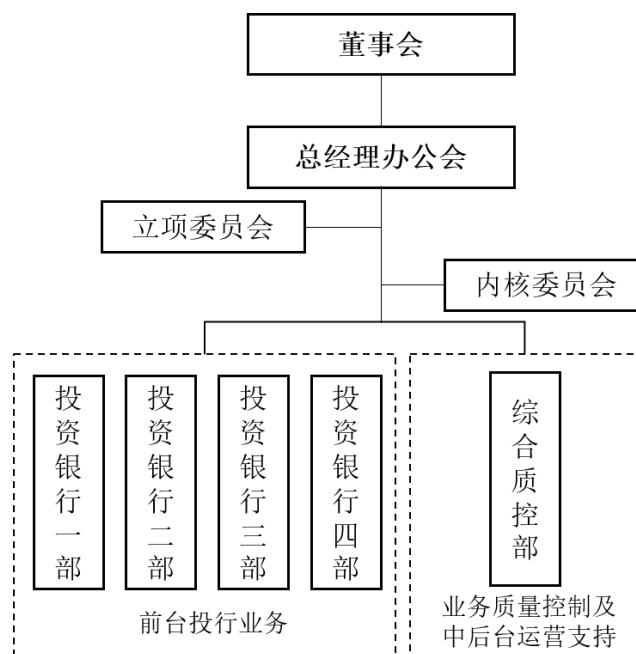 董事会
总经理办公会
立项委员会
内核委员会
投资银行一部
投资银行二部
投资银行三部
投资银行四部
综合质控部
前台投行业务
业务质量控制及
中后台运营支持